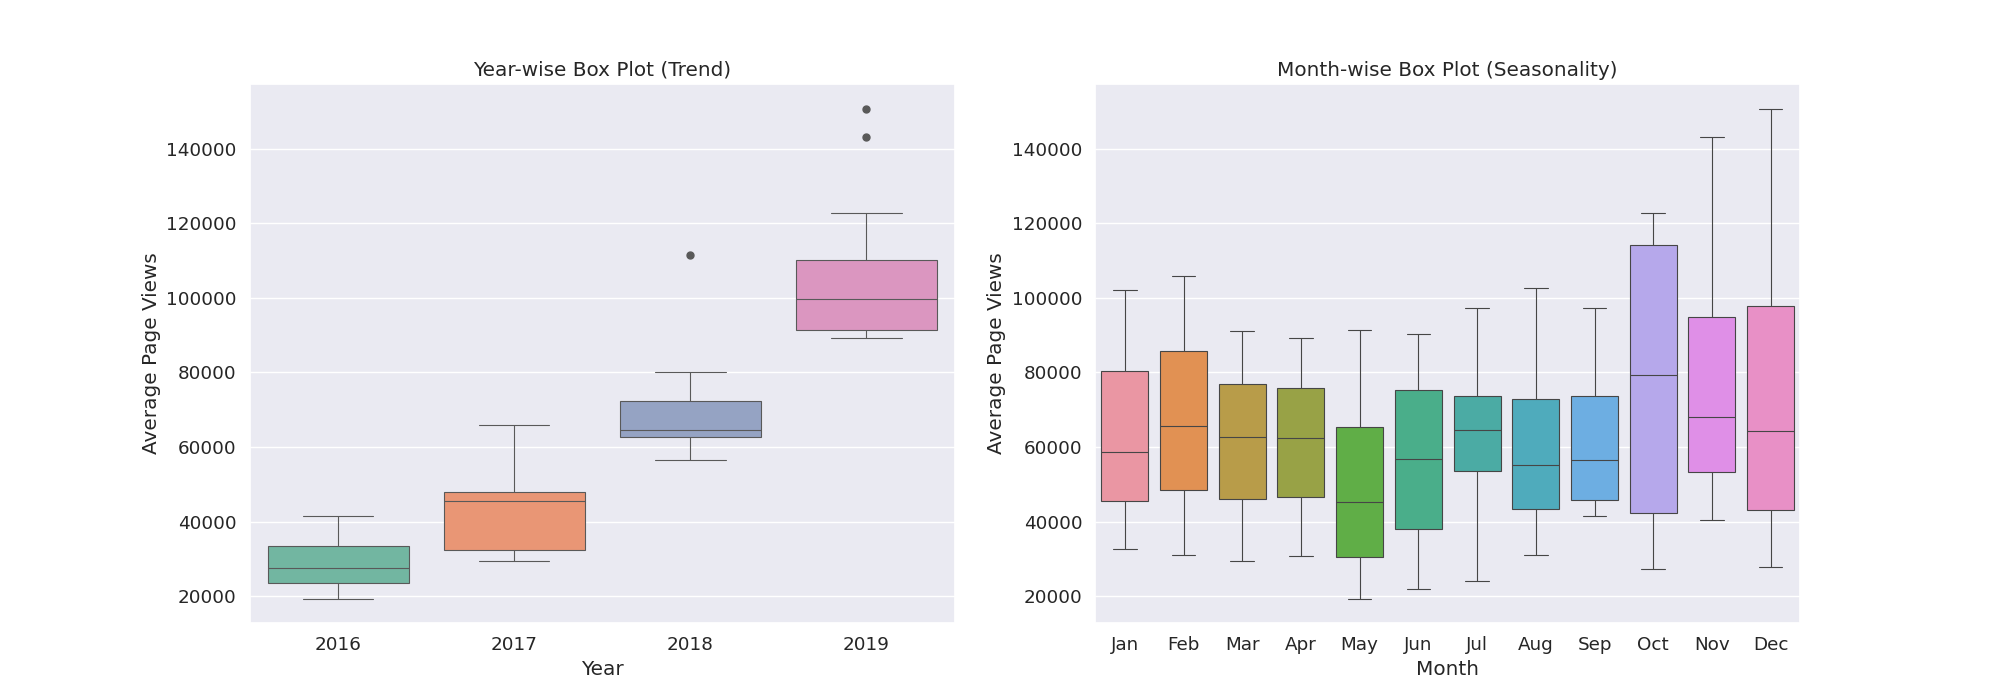 Year-wise Box Plot (Trend)
Average Page Views
140000
120000
100000
80000
60000
40000
20000
2016 2017 2018 2019
Year
Month-wise Box Plot (Seasonality)
Average Page Views
140000
120000
100000
80000
60000
40000
20000
Jan Feb Mar Apr May Jun Jul Aug Sep Oct Nov Dec
Month